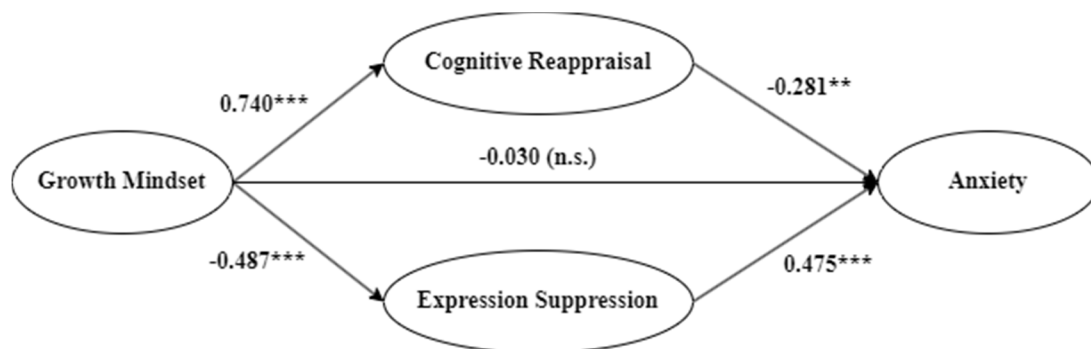 Cognitive Reappraisal
0.740***
-0.281**
-0.030 (n.s.)
Growth Mindset
Anxiety
-0.487***
0.475***
Expression Suppression